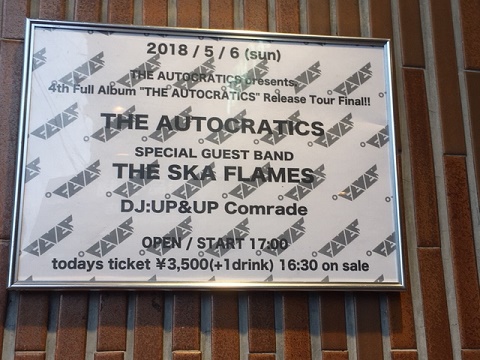 2018 / 5 / 6 (sun)
THE AUTOCRATICS presents
4th Full Album "THE AUTOCRATICS" Release Tour Final!!
THE AUTOCRATICS
SPECIAL GUEST BAND
THE SKA FLAMES
DJ:UP&UP Comrade
OPEN / START 17:00
todays ticket ¥3,500(+1drink) 16:30 on sale